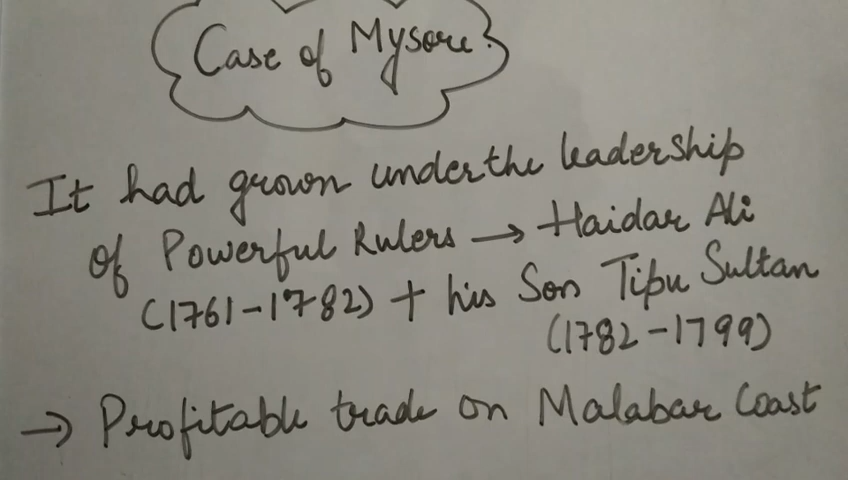 Case of Mysore:
It had grown under the leadership
of Powerful Rulers → Haidar Ali
(1761-1782) + his Son Tipu Sultan
(1782-1799)
→ Profitable trade on Malabar Coast